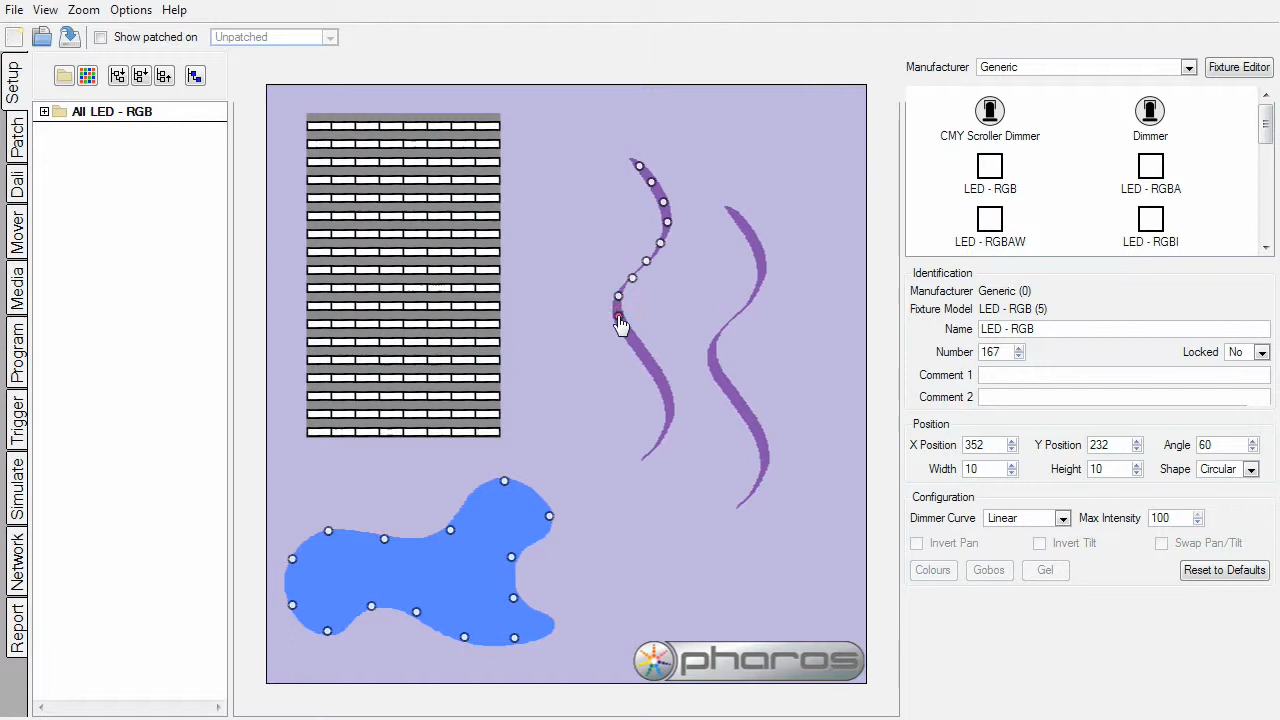 File View Zoom Options Help
Show patched on Unpatched
Setup
Patch
Dali
Mover
Media
Program
Trigger
Simulate
Network
Report
All LED - RGB
pharos
Manufacturer Generic Fixture Editor
CMY Scroller Dimmer Dimmer
LED - RGB LED - RGBA
LED - RGBAW LED - RGBI
Identification
Manufacturer Generic (0)
Fixture Model LED - RGB (5)
Name LED - RGB
Number 167 Locked No
Comment 1
Comment 2
Position
X Position 352 Y Position 232 Angle 60
Width 10 Height 10 Shape Circular
Configuration
Dimmer Curve Linear Max Intensity 100
Invert Pan Invert Tilt Swap Pan/Tilt
Colours Gobos Gel Reset to Defaults